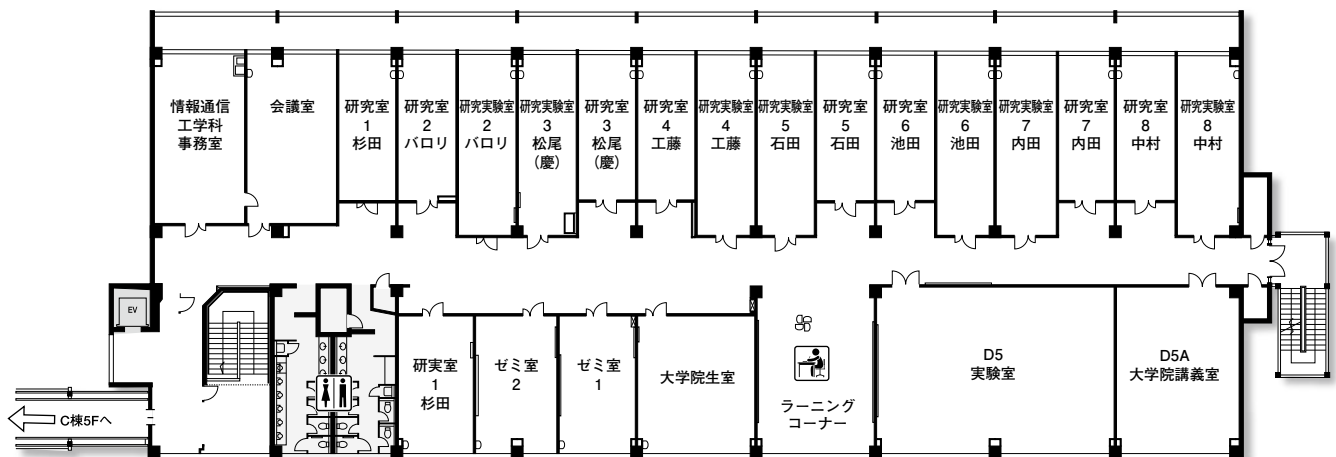 情報通信
工学科
事務室
会議室
研究室
1
杉田
研究室
2
バロリ
研究実験室
2
バロリ
研究実験室
3
松尾
(慶)
研究室
3
松尾
(慶)
研究室
4
工藤
研究実験室
4
工藤
研究実験室
5
石田
研究室
5
石田
研究室
6
池田
研究実験室
6
池田
研究実験室
7
内田
研究室
7
内田
研究室
8
中村
研究実験室
8
中村
EV
研実室
1
杉田
ゼミ室
2
ゼミ室
1
大学院生室
ラーニング
コーナー
D5
実験室
D5A
大学院講義室
C棟5Fへ